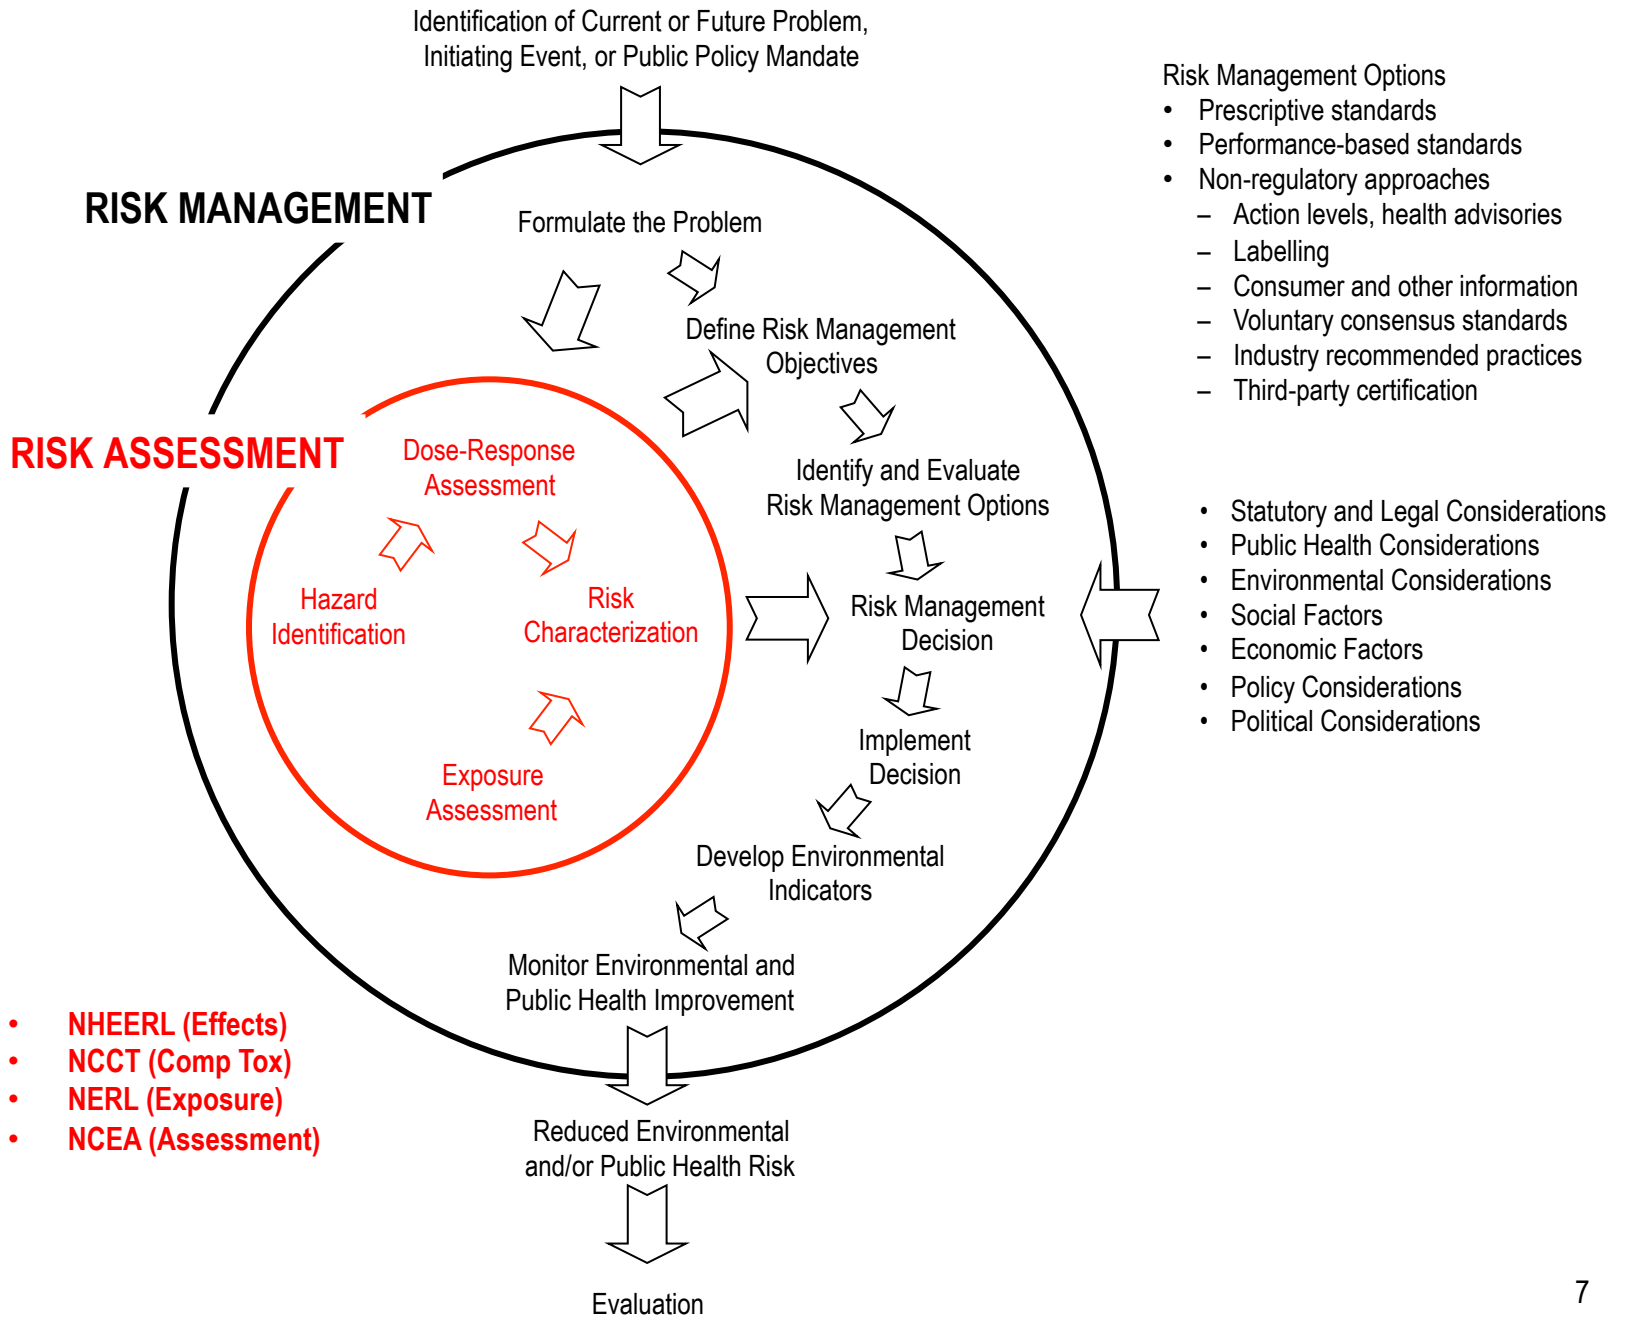 Identification of Current or Future Problem,
Initiating Event, or Public Policy Mandate
RISK MANAGEMENT
Formulate the Problem
Define Risk Management
Objectives
Identify and Evaluate
Risk Management Options
Risk Management
Decision
Implement
Decision
Develop Environmental
Indicators
Monitor Environmental and
Public Health Improvement
Reduced Environmental
and/or Public Health Risk
Evaluation
RISK ASSESSMENT
Dose-Response
Assessment
Hazard
Identification
Risk
Characterization
Exposure
Assessment
Risk Management Options
• Prescriptive standards
• Performance-based standards
• Non-regulatory approaches
– Action levels, health advisories
– Labelling
– Consumer and other information
– Voluntary consensus standards
– Industry recommended practices
– Third-party certification
• Statutory and Legal Considerations
• Public Health Considerations
• Environmental Considerations
• Social Factors
• Economic Factors
• Policy Considerations
• Political Considerations
• NHEERL (Effects)
• NCCT (Comp Tox)
• NERL (Exposure)
• NCEA (Assessment)
7